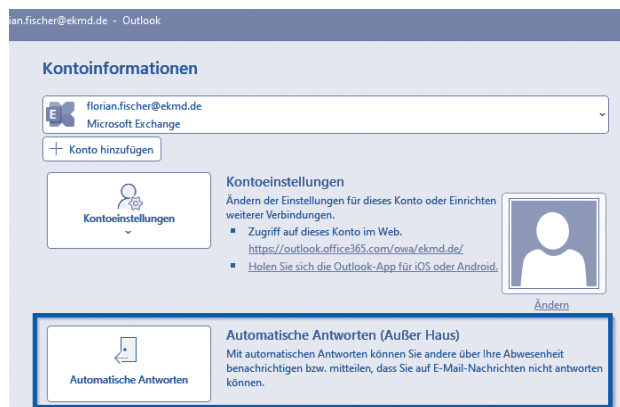 ian.fischer@ekmd.de - Outlook
Kontoinformationen
E
florian.fischer@ekmd.de
Microsoft Exchange
Konto hinzufügen
Kontoeinstellungen
Kontoeinstellungen
Ändern der Einstellungen für dieses Konto oder Einrichten
weiterer Verbindungen.
Zugriff auf dieses Konto im Web.
https://outlook.office365.com/owa/ekmd.de/
Holen Sie sich die Outlook-App für iOS oder Android.
Ändern
Automatische Antworten
Automatische Antworten (Außer Haus)
Mit automatischen Antworten können Sie andere über Ihre Abwesenheit
benachrichtigen bzw. mitteilen, dass Sie auf E-Mail-Nachrichten nicht antworten
können.